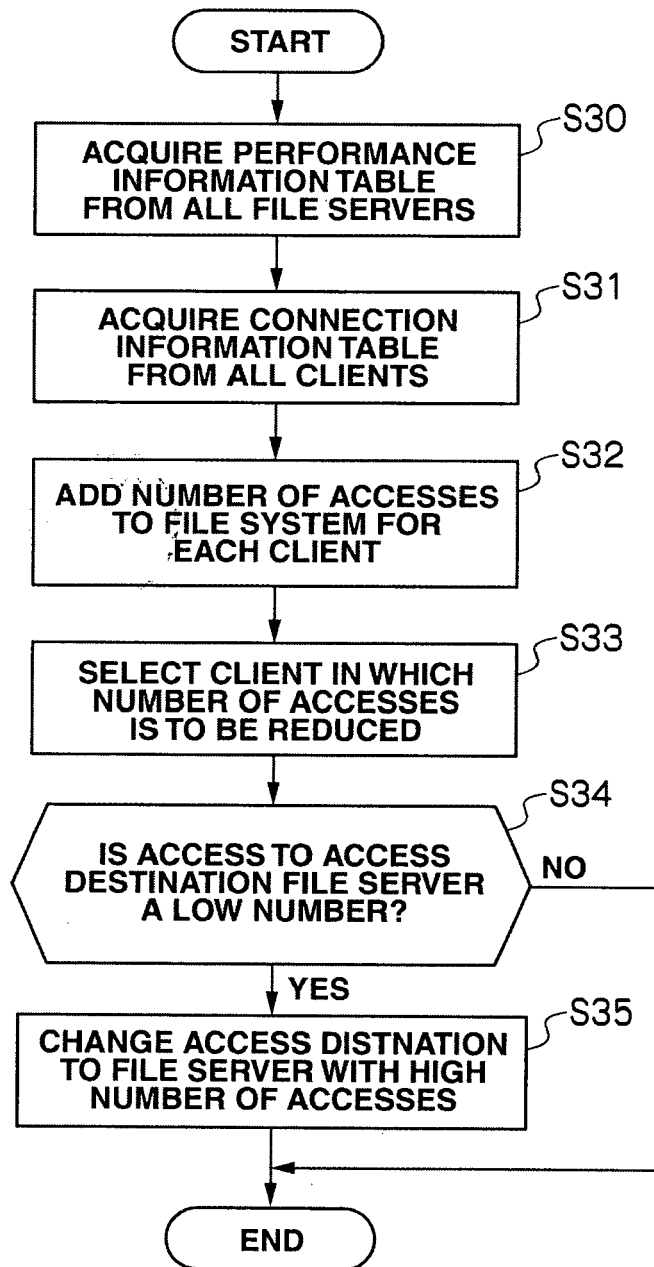 START
S30
ACQUIRE PERFORMANCE
INFORMATION TABLE
FROM ALL FILE SERVERS
S31
ACQUIRE CONNECTION
INFORMATION TABLE
FROM ALL CLIENTS
S32
ADD NUMBER OF ACCESSES
TO FILE SYSTEM FOR
EACH CLIENT
S33
SELECT CLIENT IN WHICH
NUMBER OF ACCESSES
IS TO BE REDUCED
S34
IS ACCESS TO ACCESS
DESTINATION FILE SERVER
A LOW NUMBER?
NO
YES
S35
CHANGE ACCESS DISTNATION
TO FILE SERVER WITH HIGH
NUMBER OF ACCESSES
END